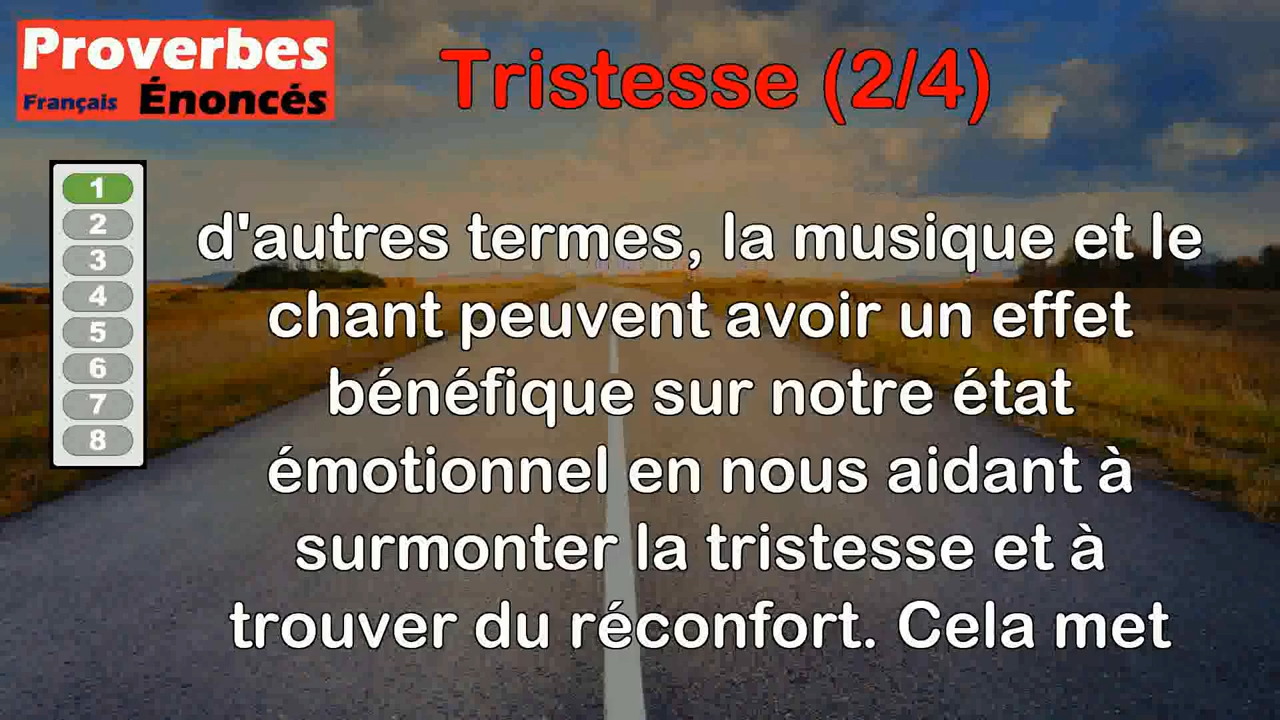 Proverbes
Français Énoncés
Tristesse (2/4)
1
2
3
4
5
6
7
8
d'autres termes, la musique et le
chant peuvent avoir un effet
bénéfique sur notre état
émotionnel en nous aidant à
surmonter la tristesse et à
trouver du réconfort. Cela met